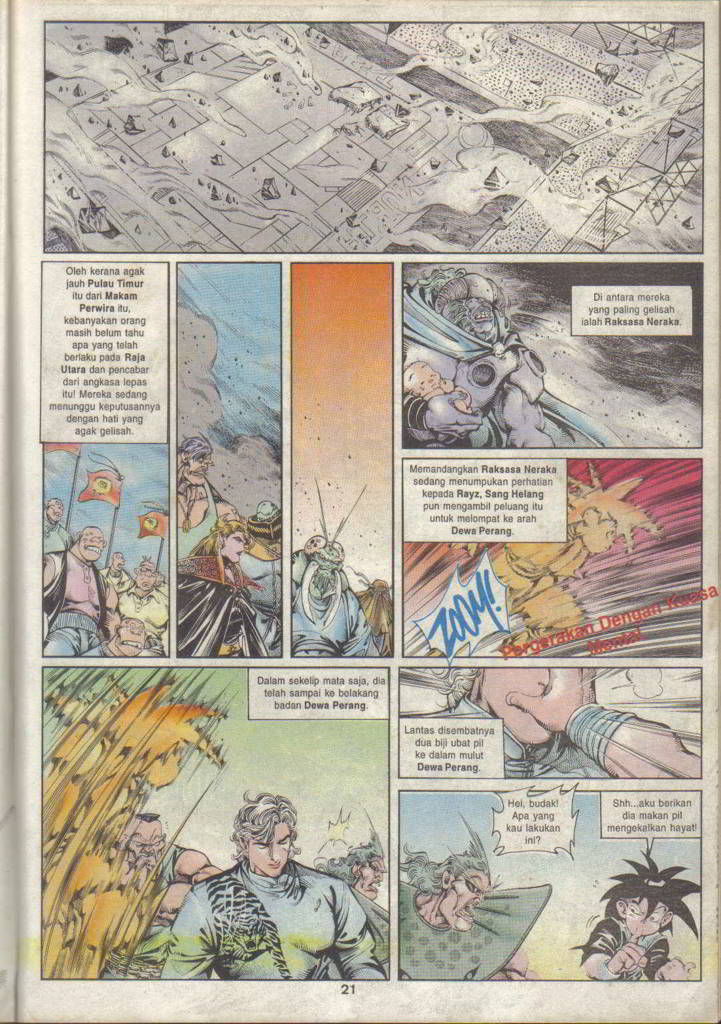 Oleh kerana agak
jauh Pulau Timur
itu dari Makam
Perwira itu,
kebanyakan orang
masih belum tahu
apa yang telah
berlaku pada Raja
Utara dan pencabar
dari angkasa lepas
itu! Mereka sedang
menunggu keputusannya
dengan hati yang
agak gelisah.
Di antara mereka
yang paling gelisah
ialah Raksasa Neraka.
Memandangkan Raksasa Neraka
sedang menumpukan perhatian
kepada Rayz, Sang Helang
pun mengambil peluang itu
untuk melompat ke arah
Dewa Perang.
ZOOM!
Pergerakan Dengan Kuasa
Mental
Dalam sekelip mata saja, dia
telah sampai ke belakang
badan Dewa Perang.
Lantas disembatnya
dua biji ubat pil
ke dalam mulut
Dewa Perang.
Hei, budak!
Apa yang
kau lakukan
ini?
Shh...aku berikan
dia makan pil
mengekalkan hayat!
21